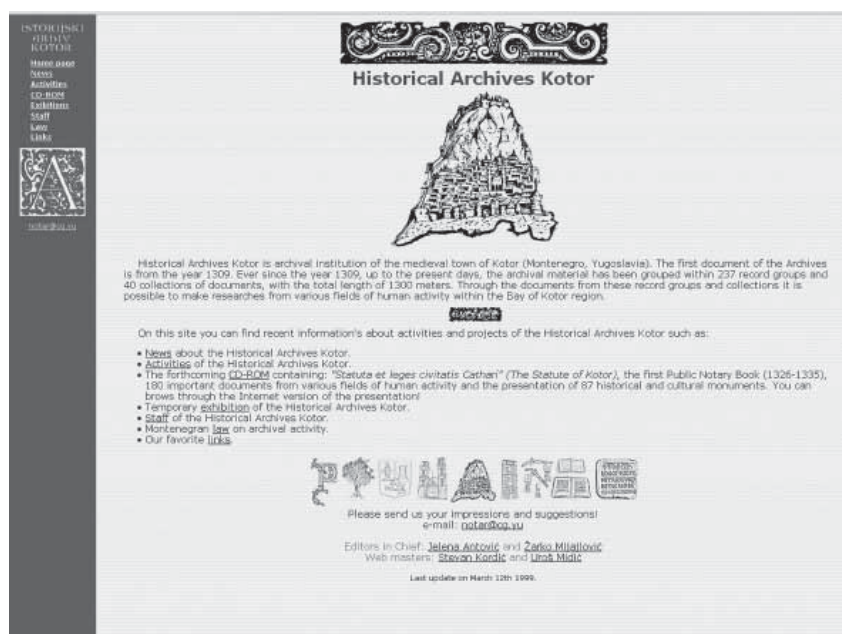 ISTORIJSKI
ARHIV
KOTOR
Home page
News
Activities
CD-ROM
Exibitions
Staff
Law
Links
notar@cg.yu
Historical Archives Kotor
Historical Archives Kotor is archival institution of the medieval town of Kotor (Montenegro, Yugoslavia). The first document of the Archives
is from the year 1309. Ever since the year 1309, up to the present days, the archival material has been grouped within 237 record groups and
40 collections of documents, with the total length of 1300 meters. Through the documents from these record groups and collections it is
possible to make researches from various fields of human activity within the Bay of Kotor region.
On this site you can find recent information's about activities and projects of the Historical Archives Kotor such as:
• News about the Historical Archives Kotor.
• Activities of the Historical Archives Kotor.
• The forthcoming CD-ROM containing: "Statuta et leges civitatis Cathari" (The Statute of Kotor), the first Public Notary Book (1326-1335),
180 important documents from various fields of human activity and the presentation of 87 historical and cultural monuments. You can
brows through the Internet version of the presentation!
• Temporary exhibition of the Historical Archives Kotor.
• Staff of the Historical Archives Kotor.
• Montenegran law on archival activity.
• Our favorite links.
Please send us your impressions and suggestions!
e-mail: notar@cg.yu
Editors in Chief: Jelena Antović and Žarko Mijajlović
Web masters: Stevan Kordić and Uroš Midić
Last update on March 12th 1999.